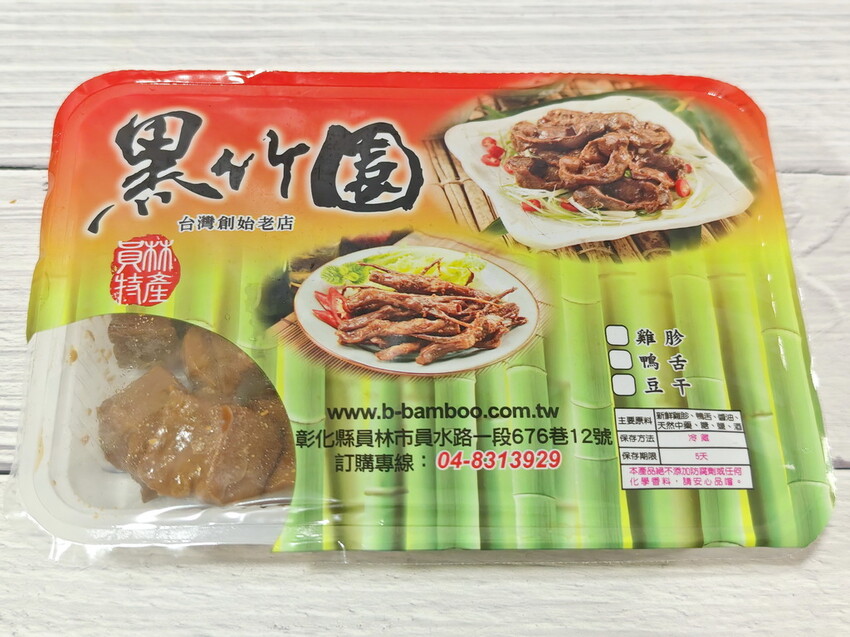 黑竹園
台灣創始老店
員林
特產
雞胗
鴨舌
豆干
www.b-bamboo.com.tw
彰化縣員林市員水路一段676巷12號
訂購專線：04-8313929
主要原料 新鮮雞胗、鴨舌、醬油、
天然中藥、糖、鹽、酒
保存方法 冷藏
保存期限 5天
本產品絕不添加防腐劑或任何
化學香料，請安心品嚐。